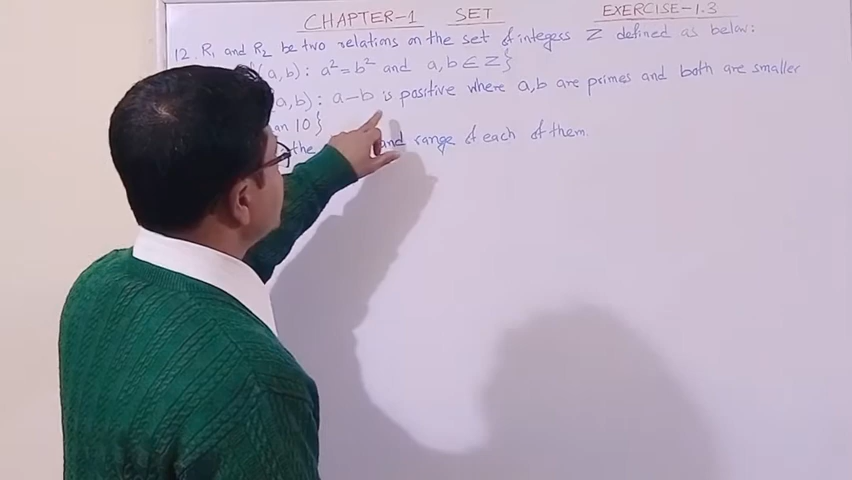 CHAPTER-1 SET EXERCISE-1.3
12. R₁ and R₂ be two relations on the set of integers Z defined as below:
(a,b): a²=b² and a,b∈Z}
a,b): a-b is positive where a,b are primes and both are smaller
an 10}
the and range of each of them.